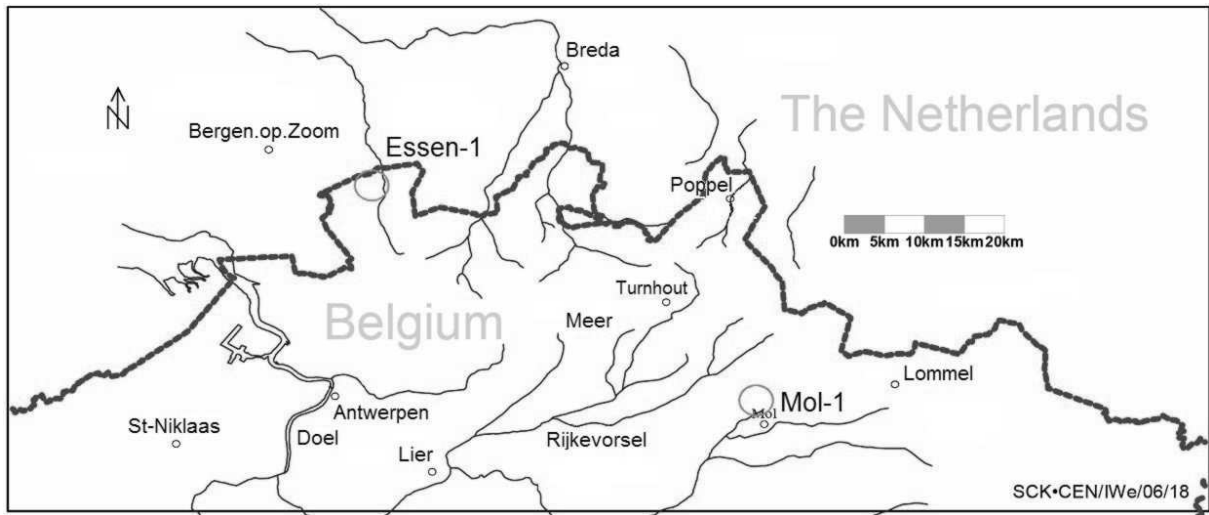 Breda
The Netherlands
N
Bergen.op.Zoom
Essen-1
Poppel
0km 5km 10km 15km 20km
Turnhout
Belgium
Meer
Lommel
Antwerpen
Mol-1
Mol
St-Niklaas
Doel
Rijkevorsel
Lier
SCK•CEN/IWe/06/18